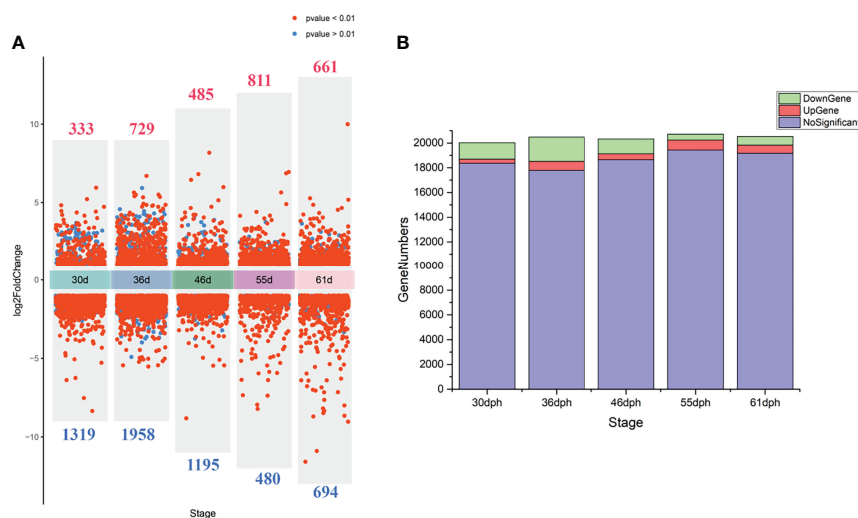 A
pvalue < 0.01
pvalue > 0.01
333
729
485
811
661
10
5
0
−5
−10
log2FoldChange
30d
36d
46d
55d
61d
1319
1958
1195
480
694
Stage
B
DownGene
UpGene
NoSignificant
20000
18000
16000
14000
12000
10000
8000
6000
4000
2000
0
GeneNumbers
30dph
36dph
46dph
55dph
61dph
Stage